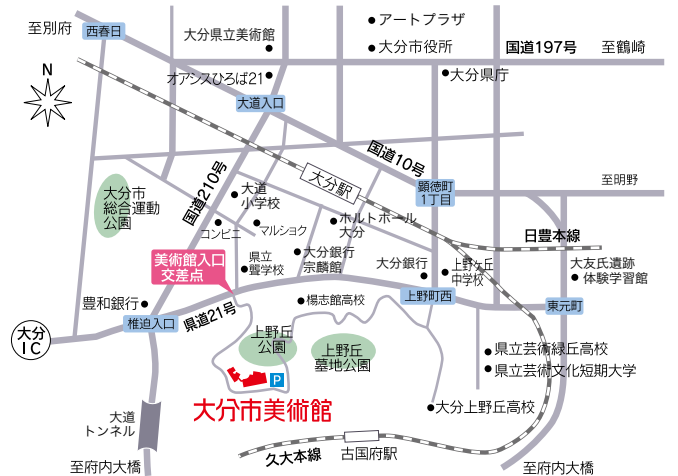 アートプラザ
至別府
西春日
大分県立美術館
大分市役所
国道197号
至鶴崎
N
オアシスひろば21
大分県庁
大道入口
国道10号
国道210号
大分駅
顕徳町
1丁目
至明野
大分市
総合運動
公園
大道
小学校
コンビニ
マルショク
ホルトホール
大分
日豊本線
美術館入口
交差点
県立
聾学校
大分銀行
宗麟館
大分銀行
上野ヶ丘
中学校
大友氏遺跡
体験学習館
豊和銀行
県道21号
楊志館高校
上野町西
東元町
大分
IC
椎迫入口
上野丘
公園
上野丘
墓地公園
県立芸術緑丘高校
県立芸術文化短期大学
P
大分市美術館
大分上野丘高校
大道
トンネル
久大本線
古国府駅
至府内大橋
至府内大橋